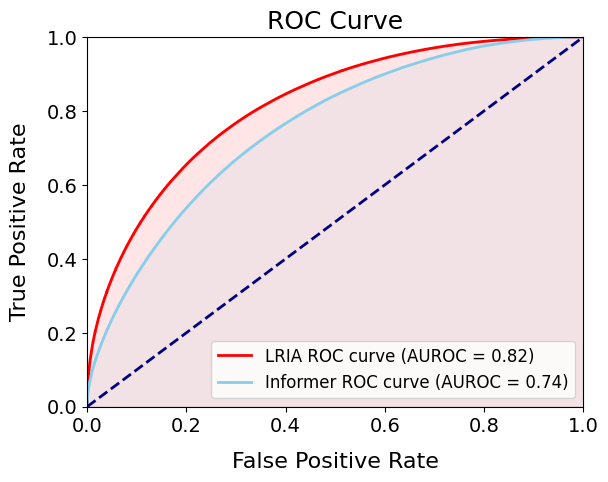 ROC Curve
True Positive Rate
1.0
0.8
0.6
0.4
0.2
0.0
LRIA ROC curve (AUROC = 0.82)
Informer ROC curve (AUROC = 0.74)
0.0 0.2 0.4 0.6 0.8 1.0
False Positive Rate